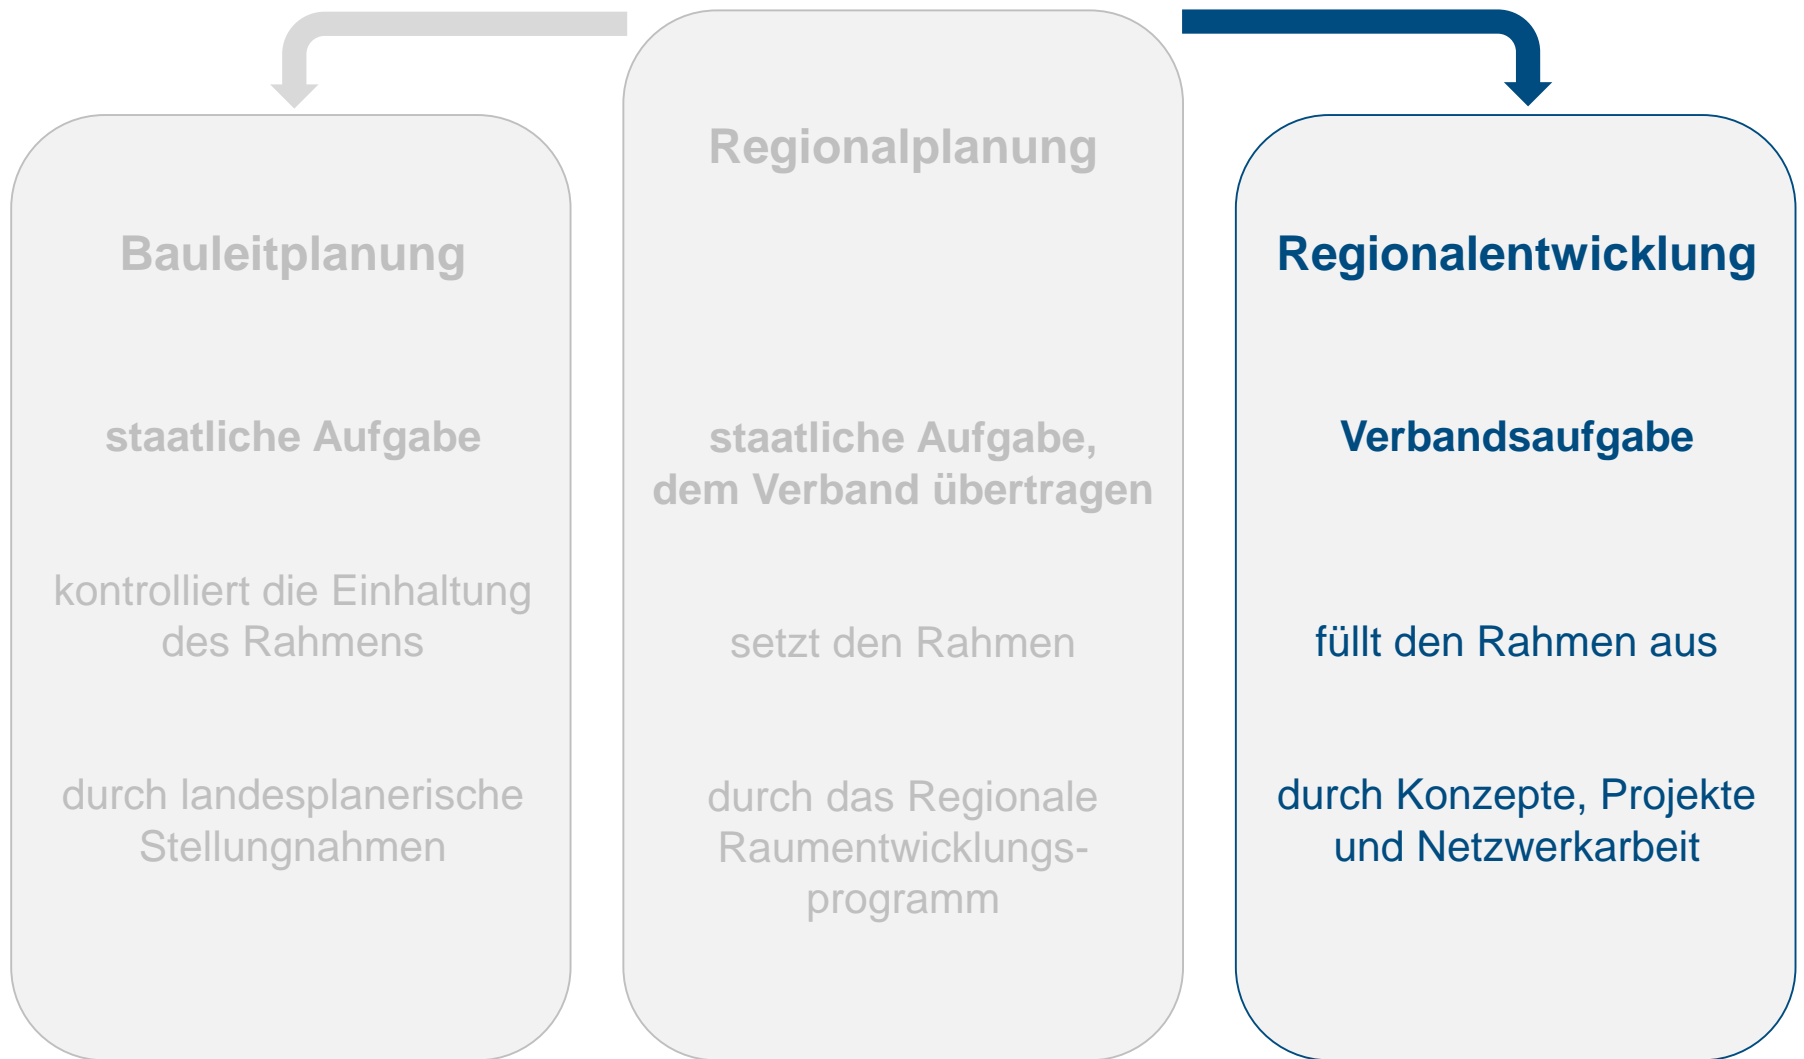 Bauleitplanung
staatliche Aufgabe
kontrolliert die Einhaltung
des Rahmens
durch landesplanerische
Stellungnahmen
Regionalplanung
staatliche Aufgabe,
dem Verband übertragen
setzt den Rahmen
durch das Regionale
Raumentwicklungs-
programm
Regionalentwicklung
Verbandsaufgabe
füllt den Rahmen aus
durch Konzepte, Projekte
und Netzwerkarbeit